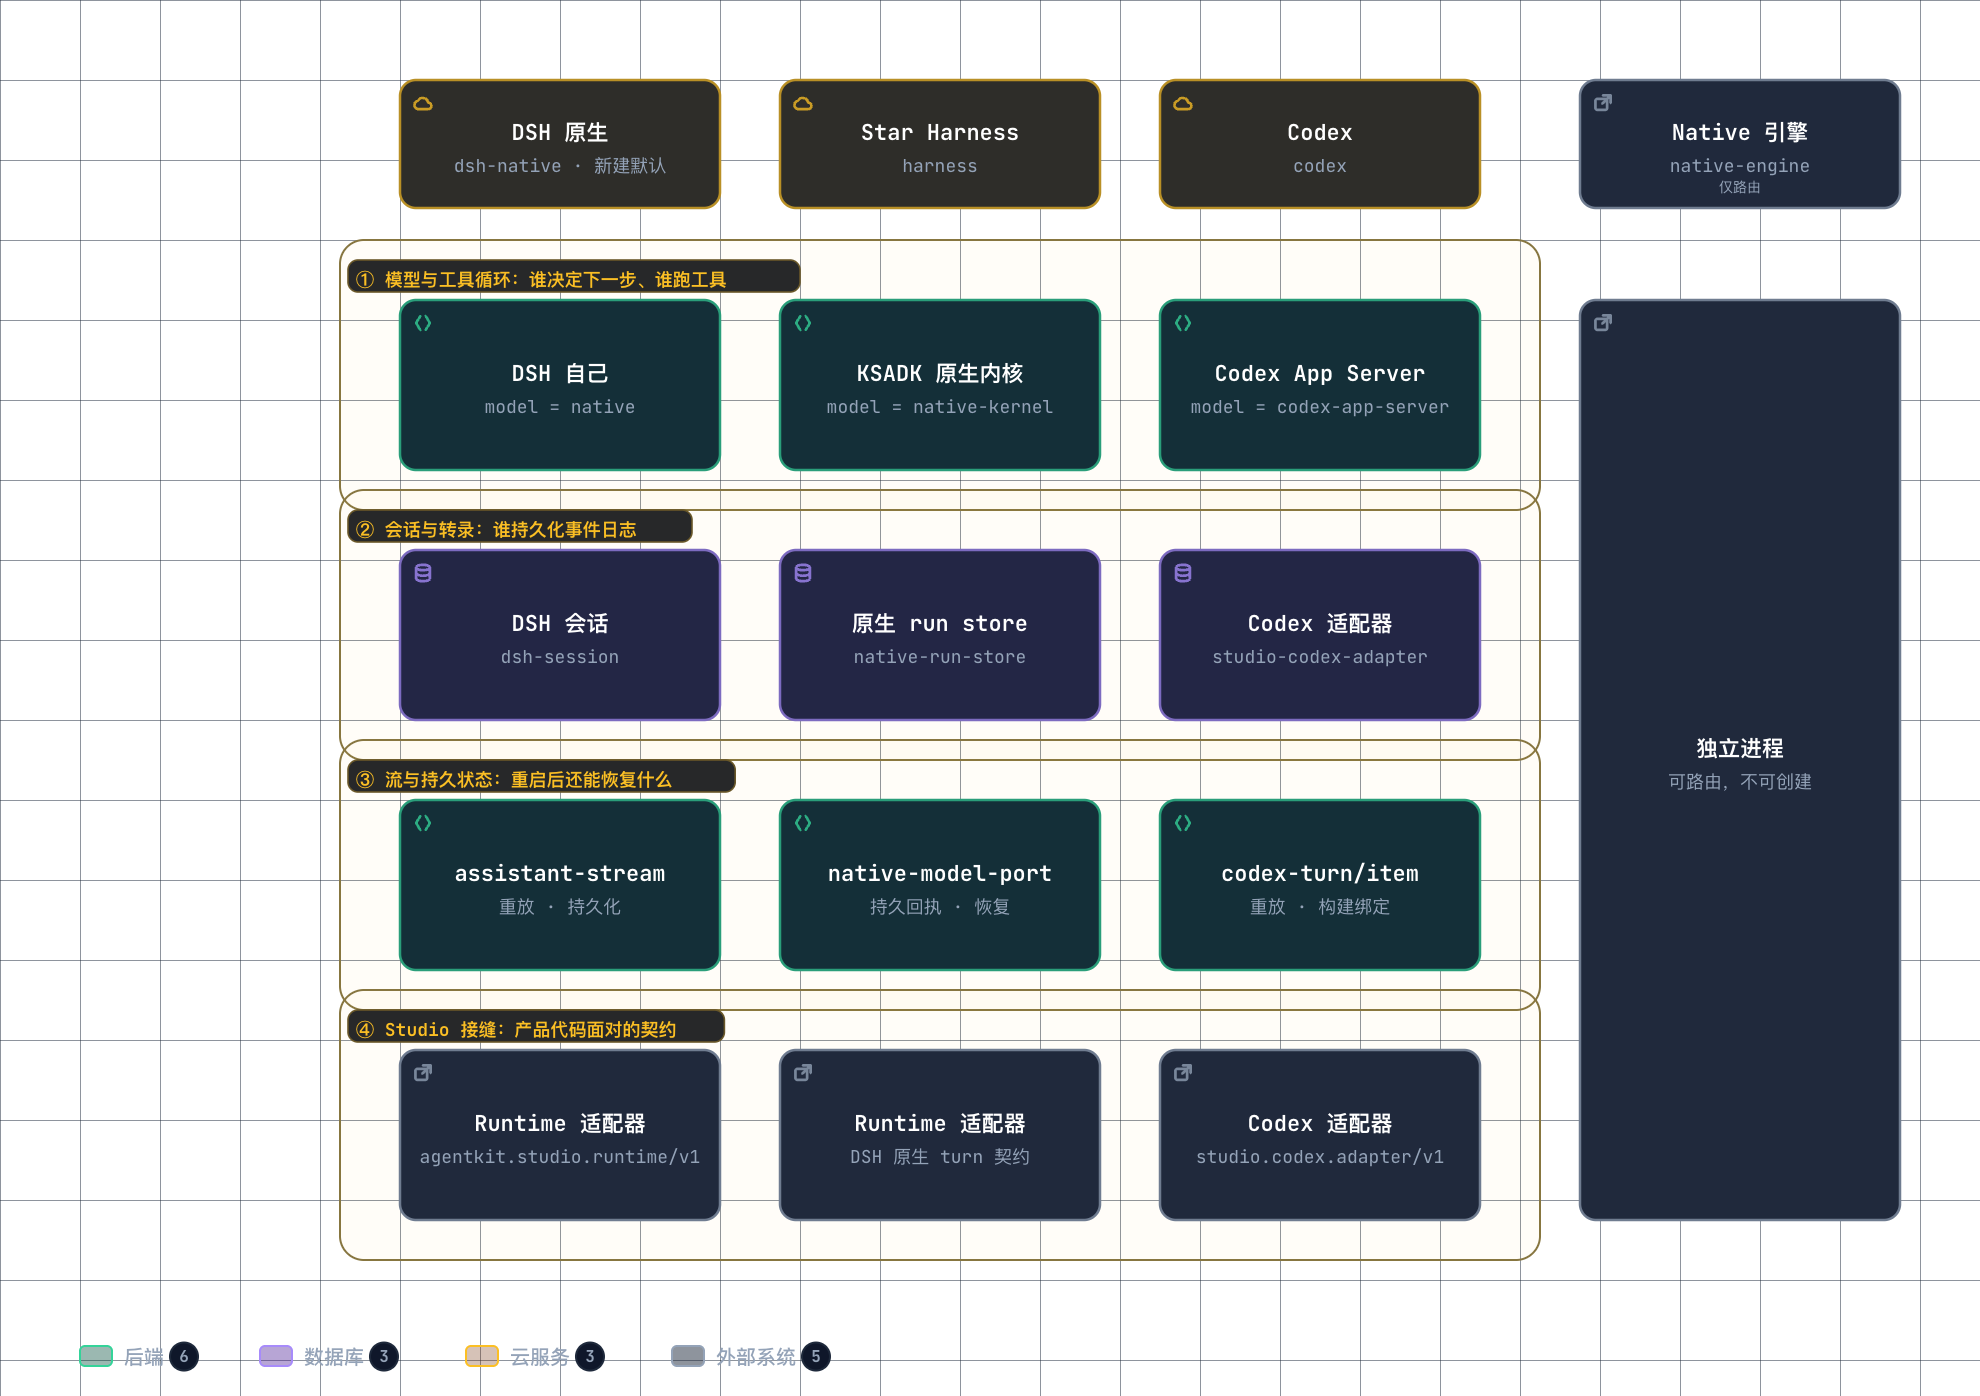 DSH 原生
dsh-native · 新建默认
Star Harness
harness
Codex
codex
Native 引擎
native-engine
仅路由
① 模型与工具循环：谁决定下一步、谁跑工具
DSH 自己
model = native
KSADK 原生内核
model = native-kernel
Codex App Server
model = codex-app-server
② 会话与转录：谁持久化事件日志
DSH 会话
dsh-session
原生 run store
native-run-store
Codex 适配器
studio-codex-adapter
独立进程
可路由，不可创建
③ 流与持久状态：重启后还能恢复什么
assistant-stream
重放 · 持久化
native-model-port
持久回执 · 恢复
codex-turn/item
重放 · 构建绑定
④ Studio 接缝：产品代码面对的契约
Runtime 适配器
agentkit.studio.runtime/v1
Runtime 适配器
DSH 原生 turn 契约
Codex 适配器
studio.codex.adapter/v1
后端 6
数据库 3
云服务 3
外部系统 5